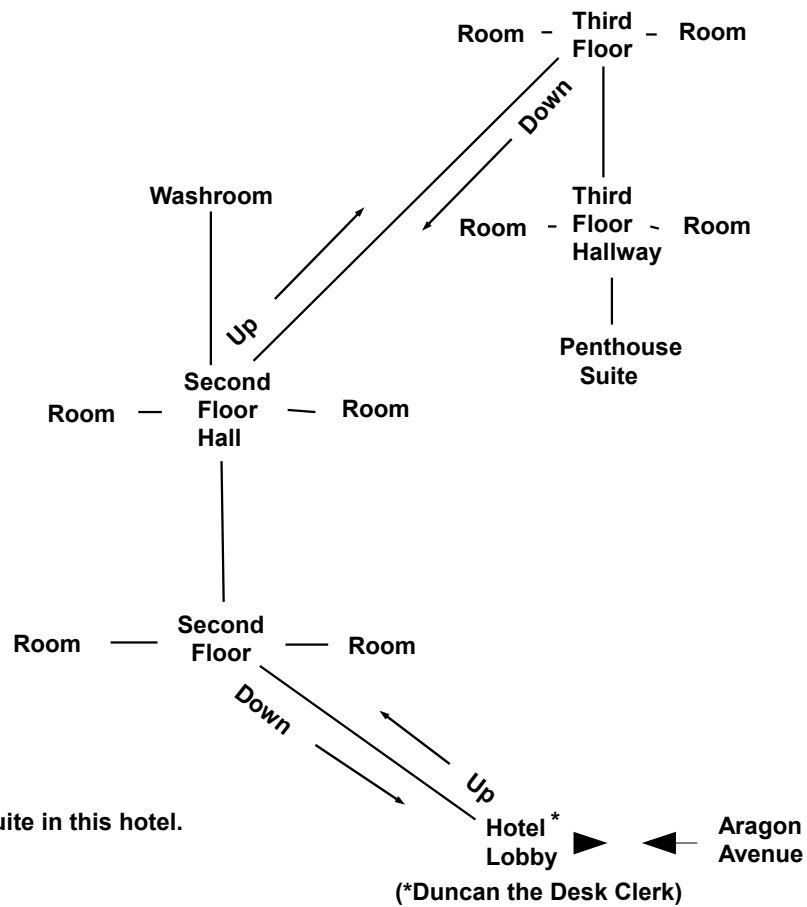 Third
Room Floor Room
Down
Washroom
Third
Room Floor Room
Hallway
Up
Penthouse
Suite
Second
Room Floor Room
Hall
Second
Room Floor Room
Down
Up
uite in this hotel.
Hotel* Aragon
Lobby Avenue
(*Duncan the Desk Clerk)